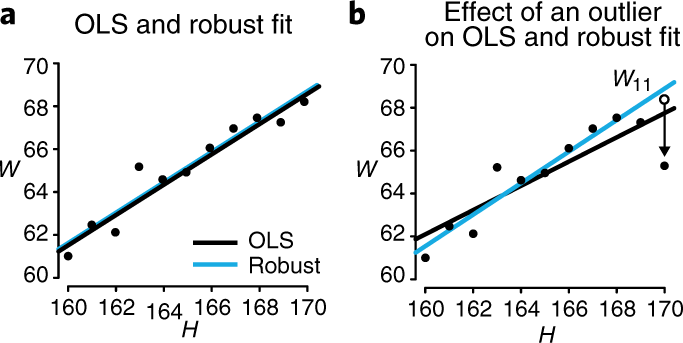 a
OLS and robust fit
70
68
66
W
64
62
60
OLS
Robust
160 162 164 166 168 170
H
b
Effect of an outlier
on OLS and robust fit
70
68
66
W
64
62
60
W11
160 162 164 166 168 170
H